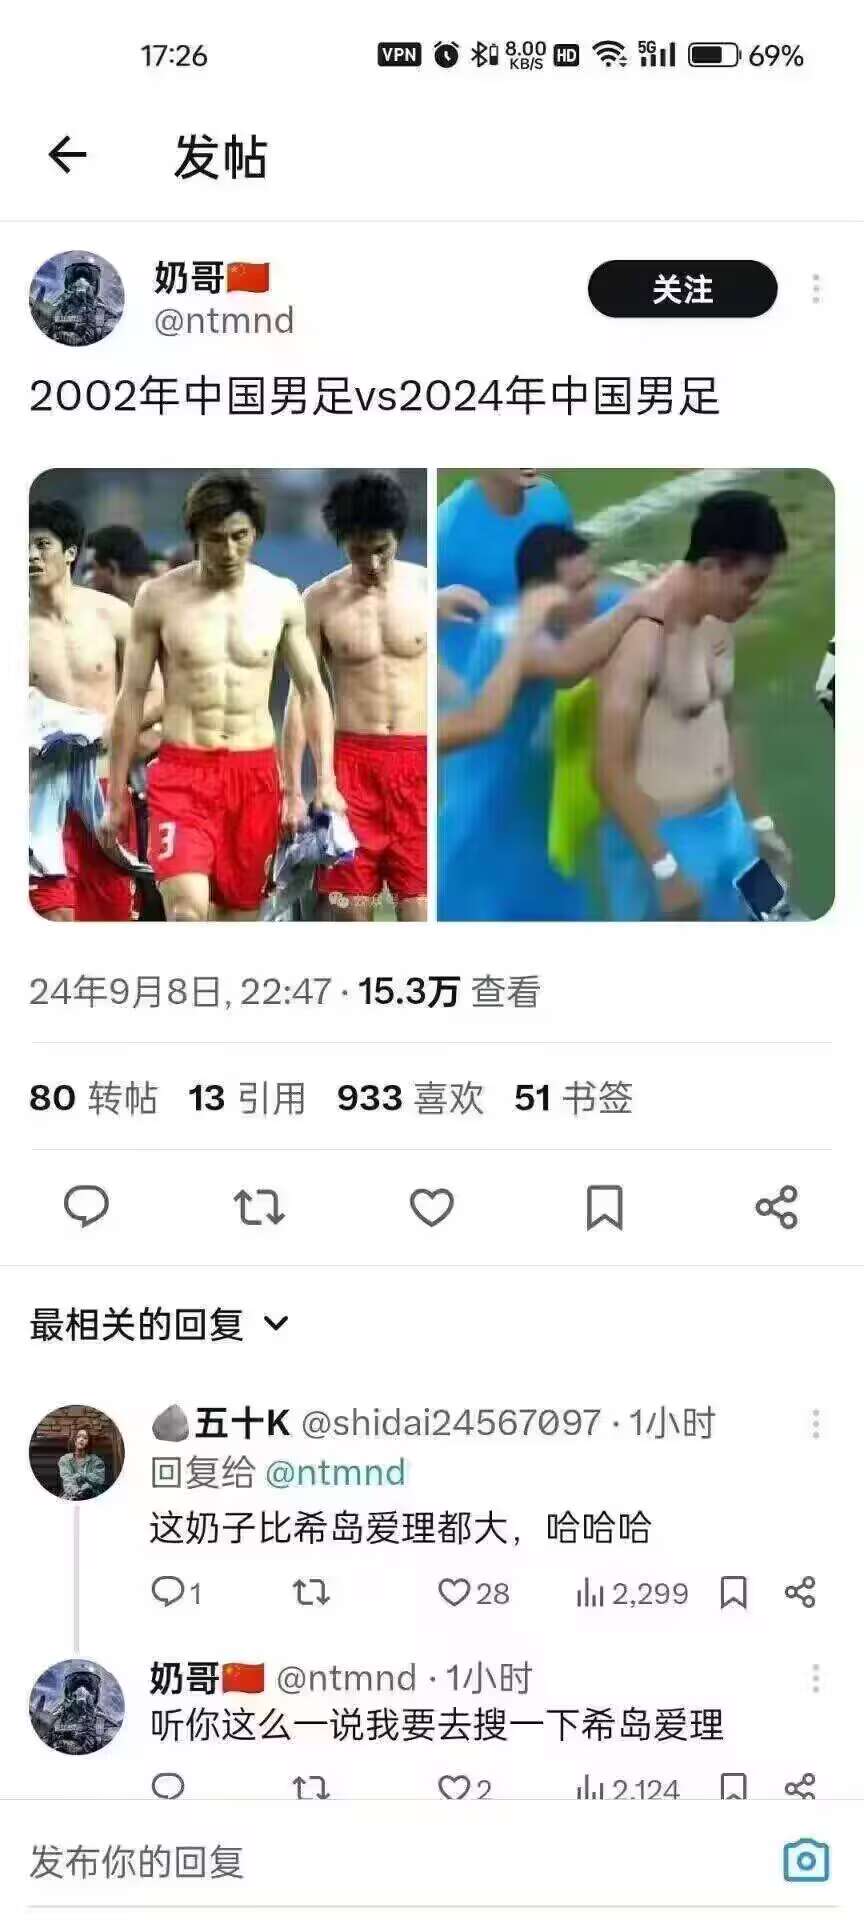 17:26 VPN 8.00 KB/S HD 5G 69%
发帖
奶哥🇨🇳
@ntmnd
关注
2002年中国男足vs2024年中国男足
3
24年9月8日, 22:47 · 15.3万 查看
80 转帖 13 引用 933 喜欢 51 书签
最相关的回复
五十K @shidai24567097 · 1小时
回复给 @ntmnd
这奶子比希岛爱理都大，哈哈哈
1 28 2,299
奶哥🇨🇳 @ntmnd · 1小时
听你这么一说我要去搜一下希岛爱理
2 2,124
发布你的回复